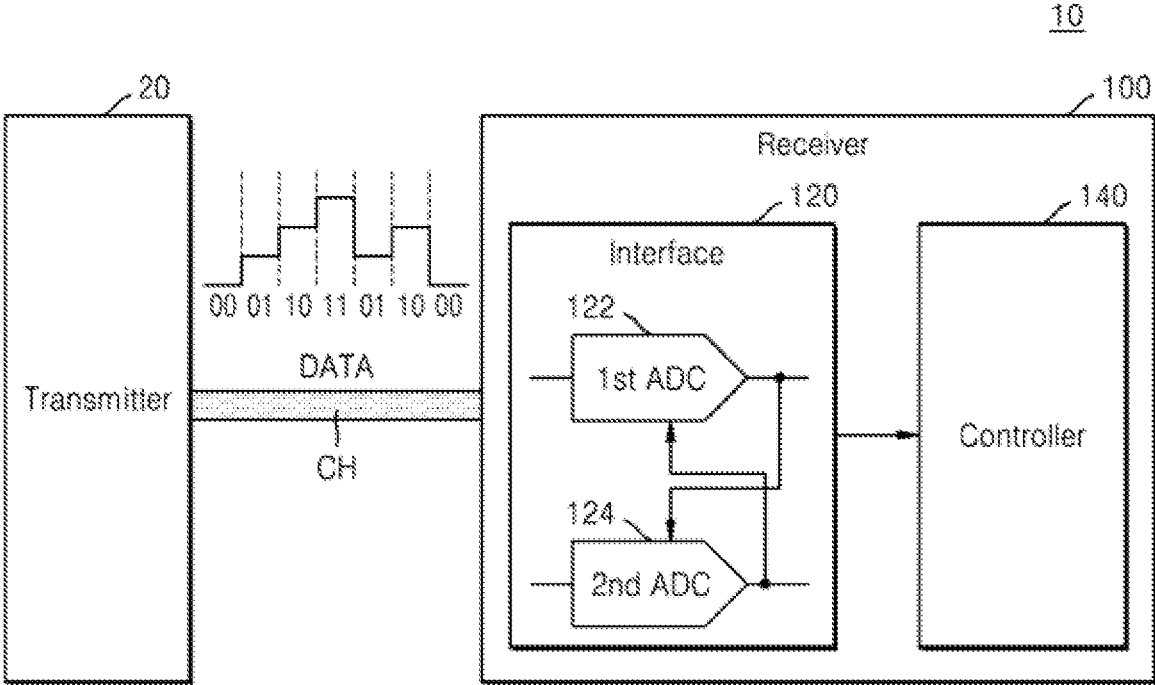 10
20
100
Receiver
120
140
Interface
00 01 10 11 01 10 00
122
DATA
1st ADC
Transmitter
Controller
CH
124
2nd ADC